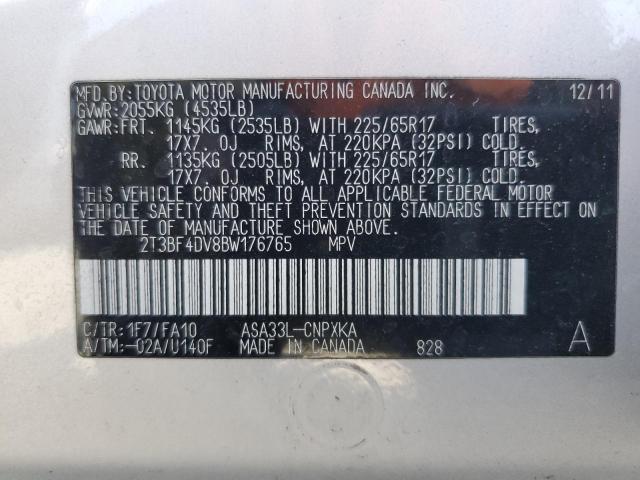 MFD. BY: TOYOTA MOTOR MANUFACTURING CANADA INC. 12/11
GVWR: 2055KG (4535LB)
GAWR: FRT. 1145KG (2535LB) WITH 225/65R17 TIRES,
17X7.0J RIMS, AT 220KPA (32PSI) COLD.
RR. 1135KG (2505LB) WITH 225/65R17 TIRES,
17X7.0J RIMS, AT 220KPA (32PSI) COLD.
THIS VEHICLE CONFORMS TO ALL APPLICABLE FEDERAL MOTOR
VEHICLE SAFETY AND THEFT PREVENTION STANDARDS IN EFFECT ON
THE DATE OF MANUFACTURE SHOWN ABOVE.
2T3BF4DV8BW176765 MPV
C/TR: 1F7/FA10 ASA33L-CNPXKA
A/TM: -02A/U140F MADE IN CANADA 828 A